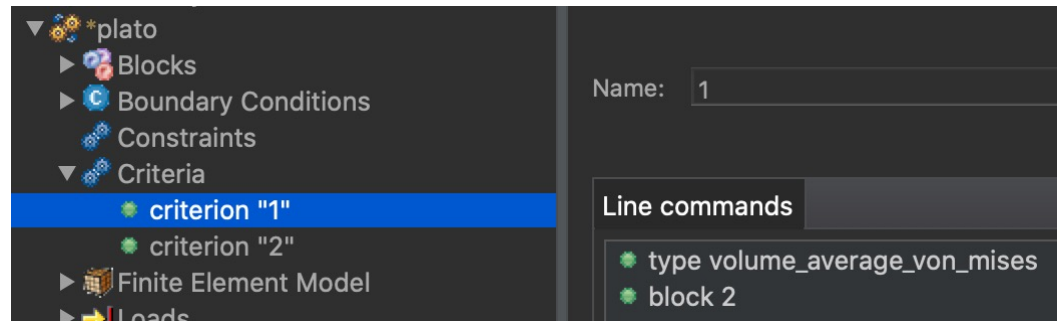 *plato
Blocks
Boundary Conditions
Constraints
Criteria
criterion "1"
criterion "2"
Finite Element Model
Loads
Name: 1
Line commands
type volume_average_von_mises
block 2